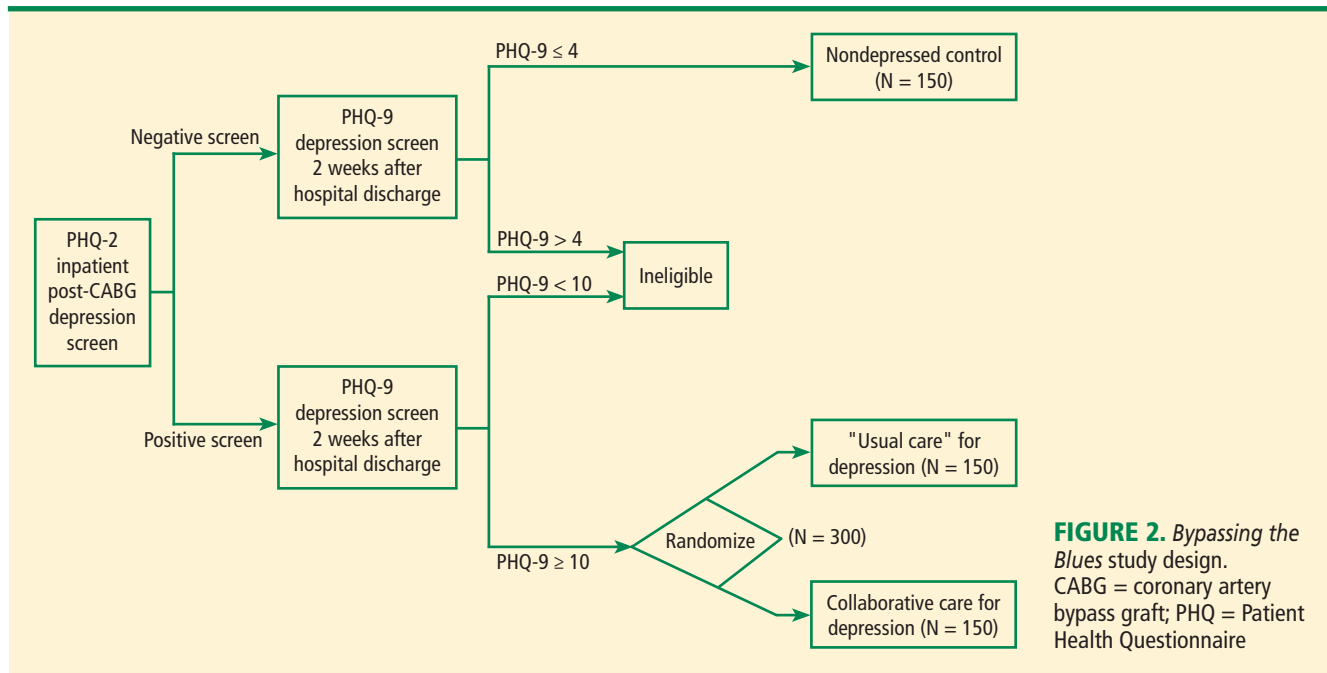 PHQ-2
inpatient
post-CABG
depression
screen
Negative screen
PHQ-9
depression screen
2 weeks after
hospital discharge
PHQ-9 ≤ 4
Nondepressed control
(N = 150)
PHQ-9 > 4
Ineligible
PHQ-9 < 10
Positive screen
PHQ-9
depression screen
2 weeks after
hospital discharge
PHQ-9 ≥ 10
Randomize
(N = 300)
"Usual care" for
depression (N = 150)
Collaborative care for
depression (N = 150)
FIGURE 2. Bypassing the
Blues study design.
CABG = coronary artery
bypass graft; PHQ = Patient
Health Questionnaire